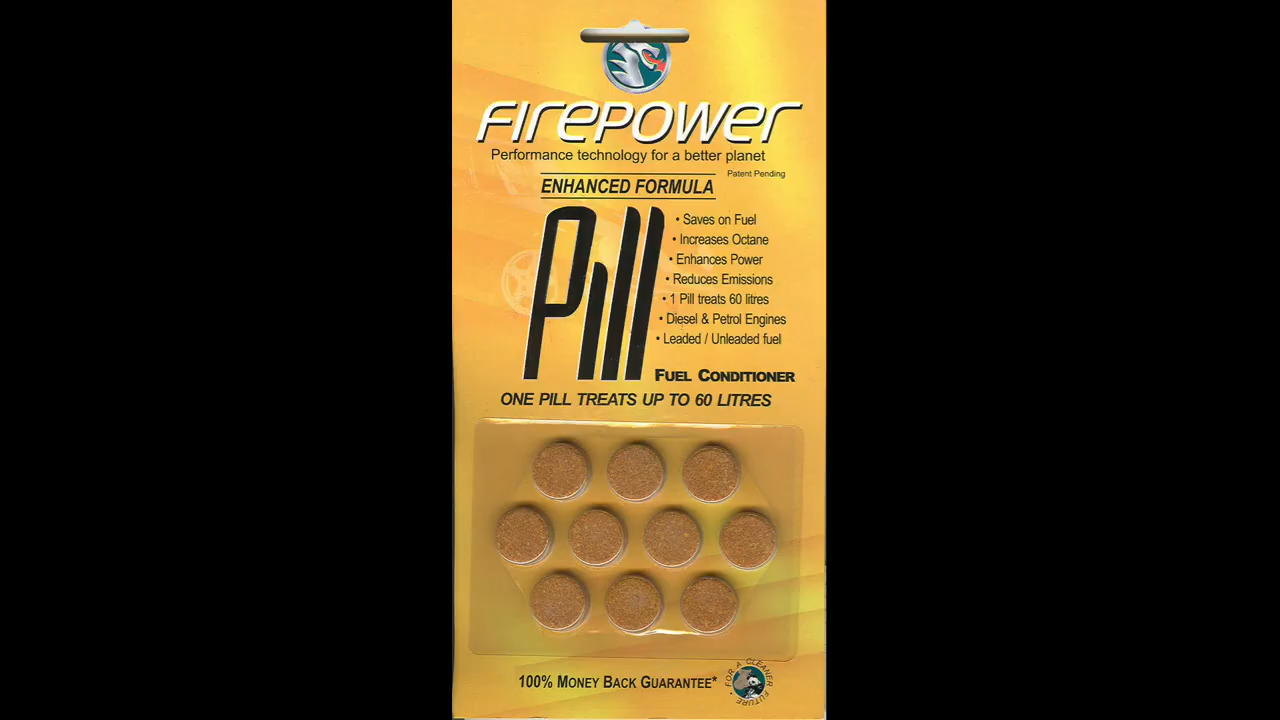 FIREPOWER
Performance technology for a better planet
Patent Pending
ENHANCED FORMULA
Pill
• Saves on Fuel
• Increases Octane
• Enhances Power
• Reduces Emissions
• 1 Pill treats 60 litres
• Diesel & Petrol Engines
• Leaded / Unleaded fuel
FUEL CONDITIONER
ONE PILL TREATS UP TO 60 LITRES
100% MONEY BACK GUARANTEE*
FOR A CLEANER FUTURE